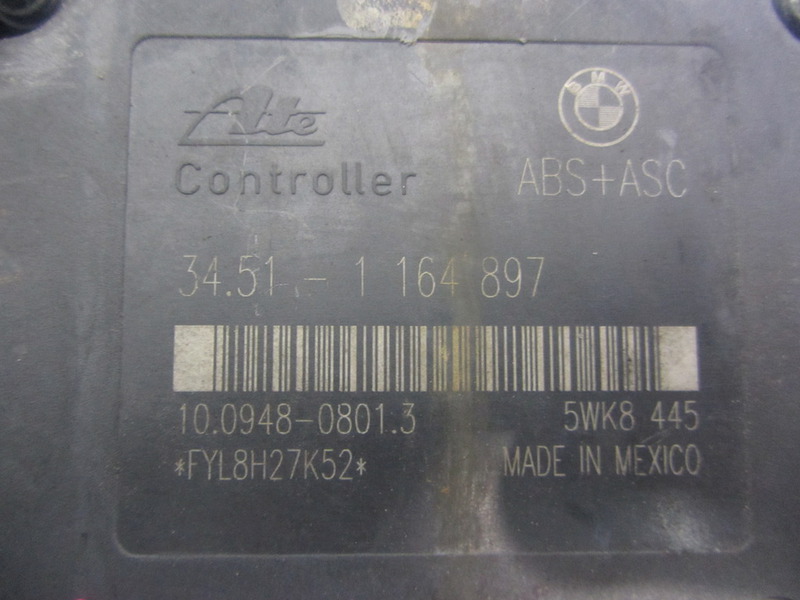 Ate
BMW
Controller
ABS+ASC
34.51 - 1 164 897
10.0948-0801.3
5WK8 445
*FYL8H27K52*
MADE IN MEXICO